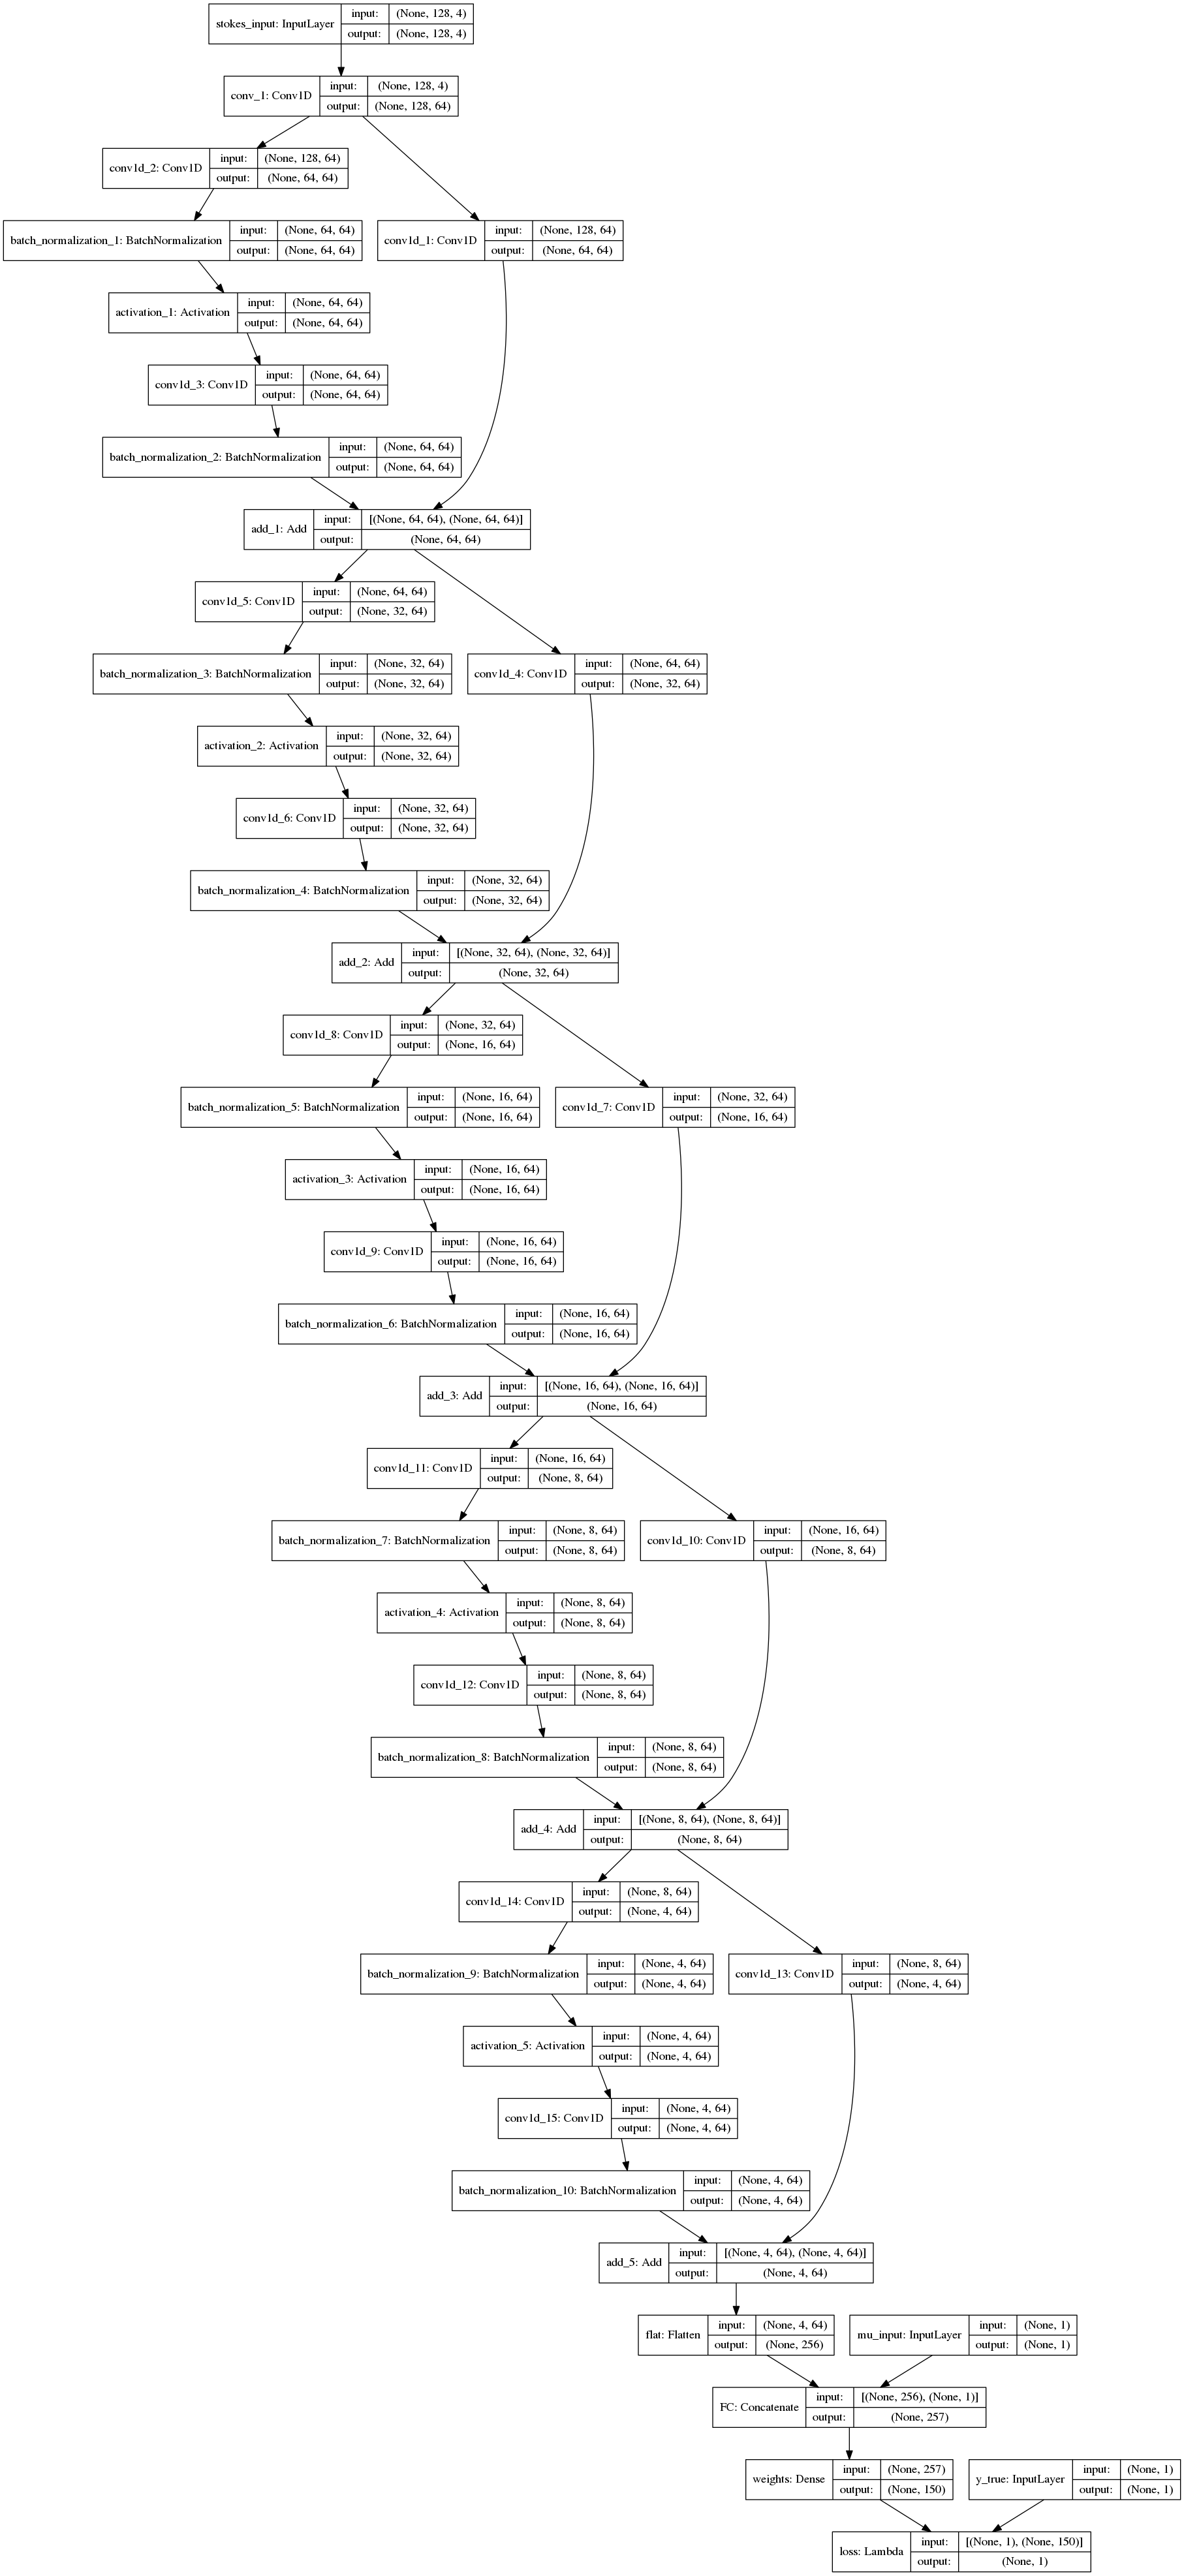 stokes_input: InputLayer input: (None, 128, 4)
output: (None, 128, 4)
conv_1: Conv1D input: (None, 128, 4)
output: (None, 128, 64)
conv1d_2: Conv1D input: (None, 128, 64)
output: (None, 64, 64)
batch_normalization_1: BatchNormalization input: (None, 64, 64)
output: (None, 64, 64)
conv1d_1: Conv1D input: (None, 128, 64)
output: (None, 64, 64)
activation_1: Activation input: (None, 64, 64)
output: (None, 64, 64)
conv1d_3: Conv1D input: (None, 64, 64)
output: (None, 64, 64)
batch_normalization_2: BatchNormalization input: (None, 64, 64)
output: (None, 64, 64)
add_1: Add input: [(None, 64, 64), (None, 64, 64)]
output: (None, 64, 64)
conv1d_5: Conv1D input: (None, 64, 64)
output: (None, 32, 64)
batch_normalization_3: BatchNormalization input: (None, 32, 64)
output: (None, 32, 64)
conv1d_4: Conv1D input: (None, 64, 64)
output: (None, 32, 64)
activation_2: Activation input: (None, 32, 64)
output: (None, 32, 64)
conv1d_6: Conv1D input: (None, 32, 64)
output: (None, 32, 64)
batch_normalization_4: BatchNormalization input: (None, 32, 64)
output: (None, 32, 64)
add_2: Add input: [(None, 32, 64), (None, 32, 64)]
output: (None, 32, 64)
conv1d_8: Conv1D input: (None, 32, 64)
output: (None, 16, 64)
batch_normalization_5: BatchNormalization input: (None, 16, 64)
output: (None, 16, 64)
conv1d_7: Conv1D input: (None, 32, 64)
output: (None, 16, 64)
activation_3: Activation input: (None, 16, 64)
output: (None, 16, 64)
conv1d_9: Conv1D input: (None, 16, 64)
output: (None, 16, 64)
batch_normalization_6: BatchNormalization input: (None, 16, 64)
output: (None, 16, 64)
add_3: Add input: [(None, 16, 64), (None, 16, 64)]
output: (None, 16, 64)
conv1d_11: Conv1D input: (None, 16, 64)
output: (None, 8, 64)
batch_normalization_7: BatchNormalization input: (None, 8, 64)
output: (None, 8, 64)
conv1d_10: Conv1D input: (None, 16, 64)
output: (None, 8, 64)
activation_4: Activation input: (None, 8, 64)
output: (None, 8, 64)
conv1d_12: Conv1D input: (None, 8, 64)
output: (None, 8, 64)
batch_normalization_8: BatchNormalization input: (None, 8, 64)
output: (None, 8, 64)
add_4: Add input: [(None, 8, 64), (None, 8, 64)]
output: (None, 8, 64)
conv1d_14: Conv1D input: (None, 8, 64)
output: (None, 4, 64)
batch_normalization_9: BatchNormalization input: (None, 4, 64)
output: (None, 4, 64)
conv1d_13: Conv1D input: (None, 8, 64)
output: (None, 4, 64)
activation_5: Activation input: (None, 4, 64)
output: (None, 4, 64)
conv1d_15: Conv1D input: (None, 4, 64)
output: (None, 4, 64)
batch_normalization_10: BatchNormalization input: (None, 4, 64)
output: (None, 4, 64)
add_5: Add input: [(None, 4, 64), (None, 4, 64)]
output: (None, 4, 64)
flat: Flatten input: (None, 4, 64)
output: (None, 256)
mu_input: InputLayer input: (None, 1)
output: (None, 1)
FC: Concatenate input: [(None, 256), (None, 1)]
output: (None, 257)
weights: Dense input: (None, 257)
output: (None, 150)
y_true: InputLayer input: (None, 1)
output: (None, 1)
loss: Lambda input: [(None, 1), (None, 150)]
output: (None, 1)